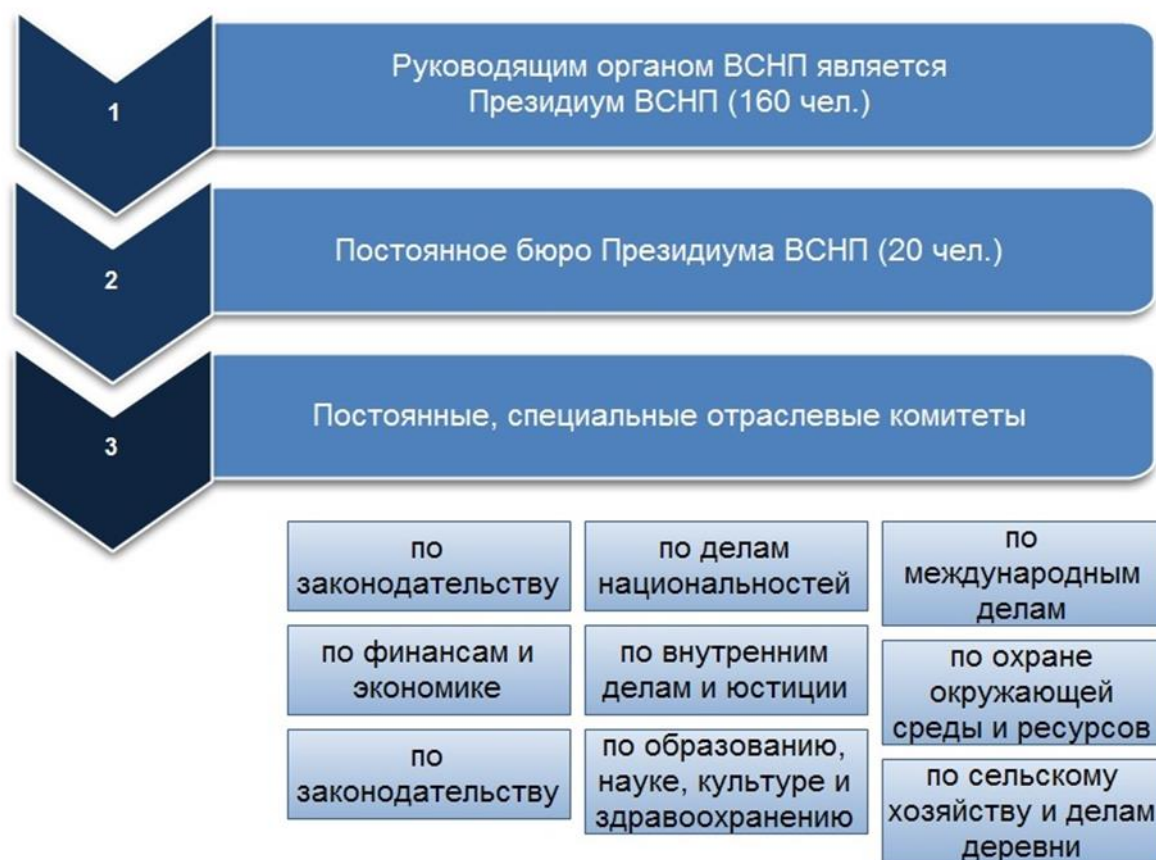 1
Руководящим органом ВСНП является
Президиум ВСНП (160 чел.)
2
Постоянное бюро Президиума ВСНП (20 чел.)
3
Постоянные, специальные отраслевые комитеты
по
законодательству
по делам
национальностей
по
международным
делам
по финансам и
экономике
по внутренним
делам и юстиции
по охране
окружающей
среды и ресурсов
по
законодательству
по образованию,
науке, культуре и
здравоохранению
по сельскому
хозяйству и делам
деревни